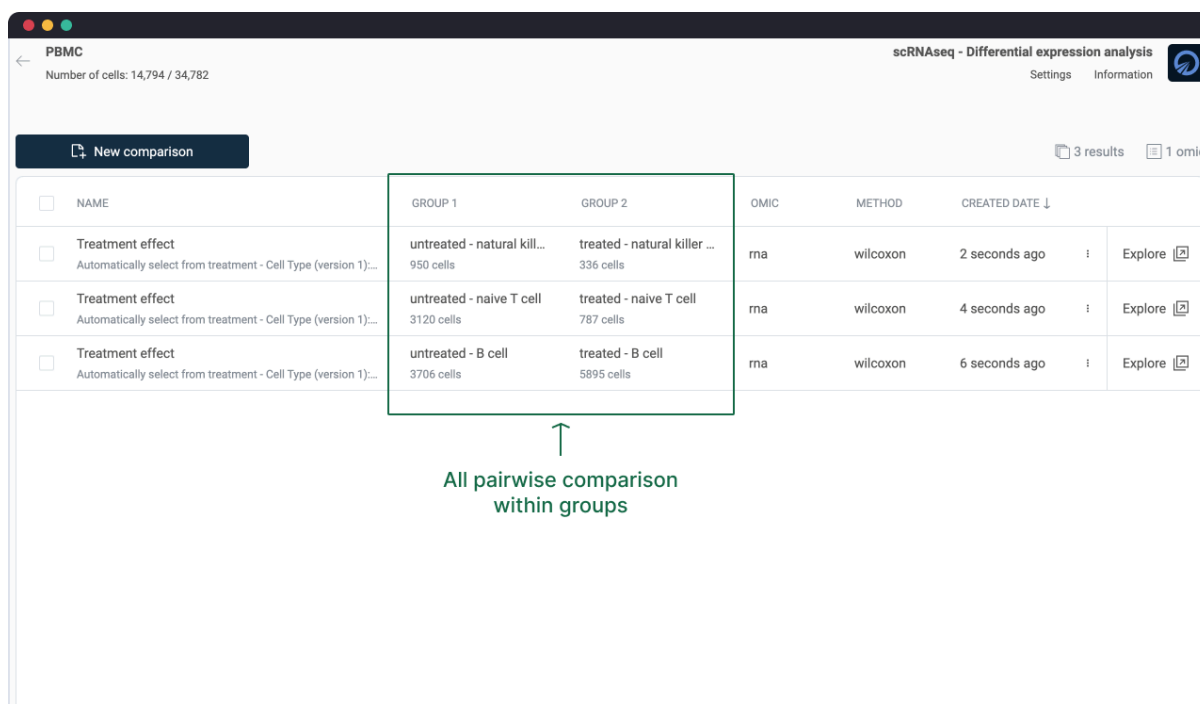 PBMC
scRNAseq - Differential expression analysis
Number of cells: 14,794 / 34,782
Settings Information
New comparison
3 results 1 omi
NAME GROUP 1 GROUP 2 OMIC METHOD CREATED DATE ↓
Treatment effect untreated - natural kill... treated - natural killer ...
Automatically select from treatment - Cell Type (version 1):... 950 cells 336 cells
rna wilcoxon 2 seconds ago Explore
Treatment effect untreated - naive T cell treated - naive T cell
Automatically select from treatment - Cell Type (version 1):... 3120 cells 787 cells
rna wilcoxon 4 seconds ago Explore
Treatment effect untreated - B cell treated - B cell
Automatically select from treatment - Cell Type (version 1):... 3706 cells 5895 cells
rna wilcoxon 6 seconds ago Explore
All pairwise comparison
within groups